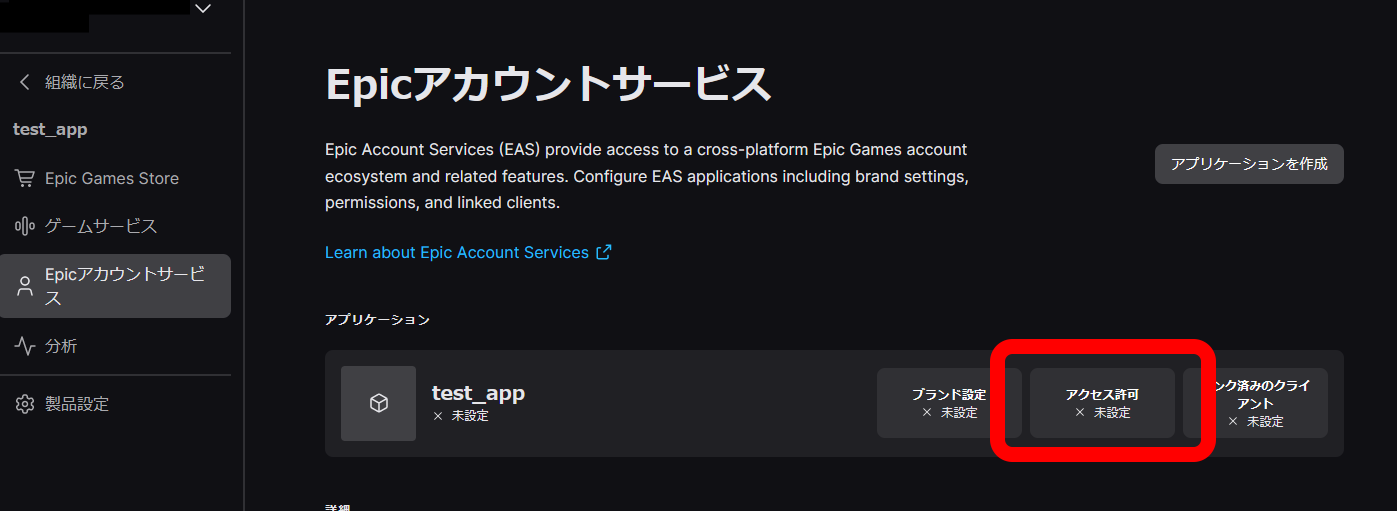 組織に戻る
test_app
Epic Games Store
ゲームサービス
Epicアカウントサービ
ス
分析
製品設定
Epicアカウントサービス
Epic Account Services (EAS) provide access to a cross-platform Epic Games account
ecosystem and related features. Configure EAS applications including brand settings,
permissions, and linked clients.
アプリケーションを作成
Learn about Epic Account Services
アプリケーション
test_app
× 未設定
ブランド設定
× 未設定
アクセス許可
× 未設定
ンク済みのクライ
アント
× 未設定